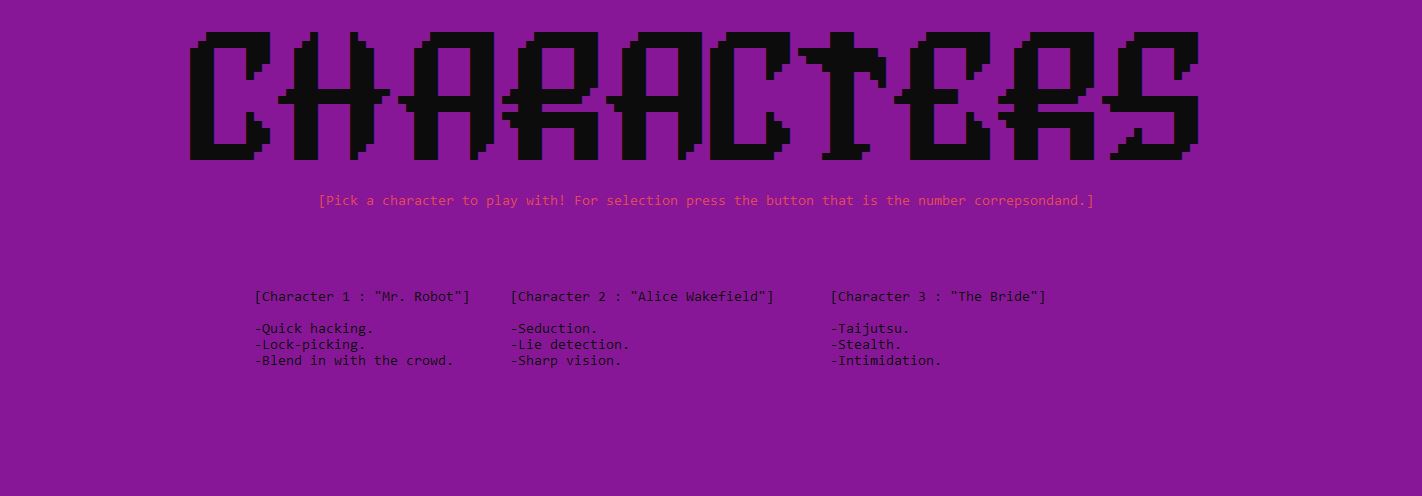 CHARACTERS
[Pick a character to play with! For selection press the button that is the number correpsondand.]
[Character 1 : "Mr. Robot"] [Character 2 : "Alice Wakefield"] [Character 3 : "The Bride"]
-Quick hacking. -Seduction. -Taijutsu.
-Lock-picking. -Lie detection. -Stealth.
-Blend in with the crowd. -Sharp vision. -Intimidation.